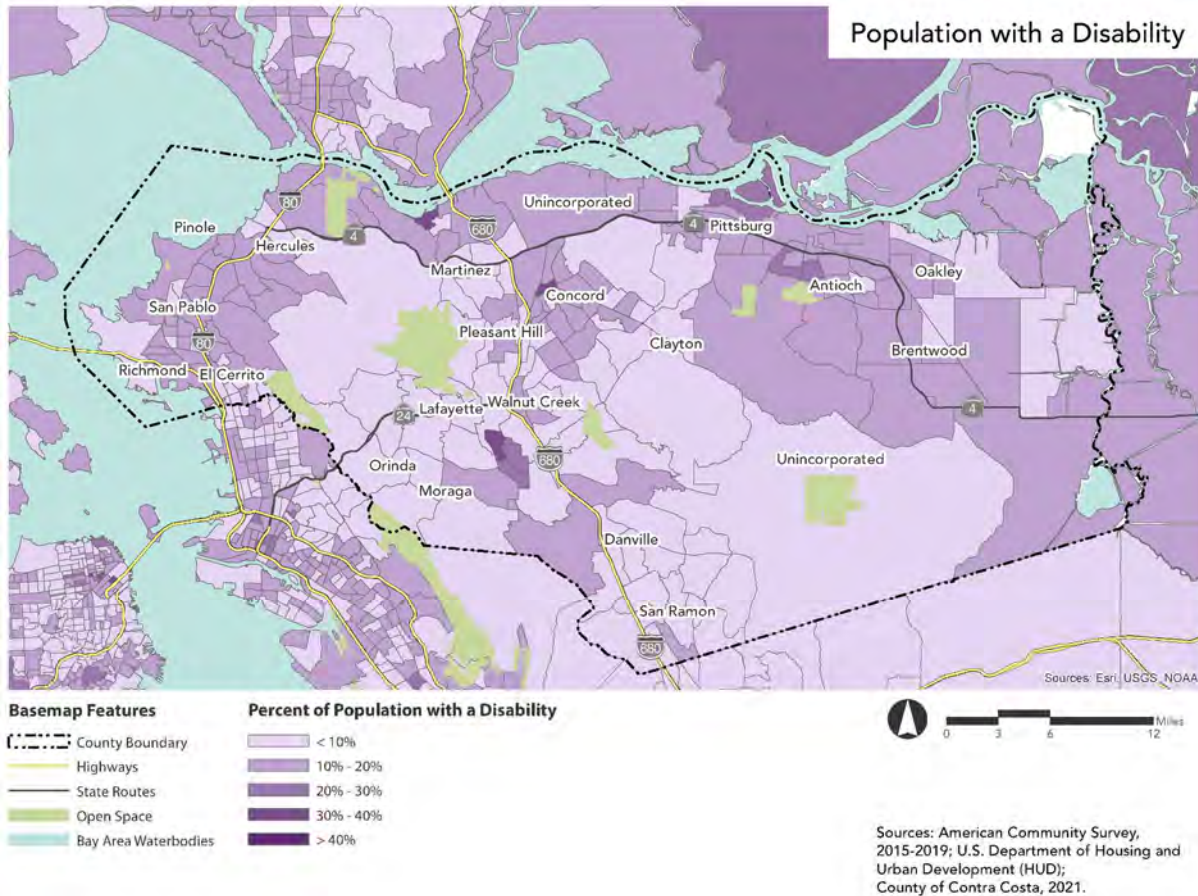 Population with a Disability
Unincorporated
80
Pinole
680
4
Pittsburg
Hercules
4
Martinez
Oakley
Concord
Antioch
San Pablo
Pleasant Hill
80
Clayton
Brentwood
Richmond
El Cerrito
Walnut Creek
24
Lafayette
4
680
Orinda
Unincorporated
Moraga
Danville
San Ramon
680
Sources: Esri, USGS, NOAA
Basemap Features
County Boundary
Highways
State Routes
Open Space
Bay Area Waterbodies
Percent of Population with a Disability
< 10%
10% - 20%
20% - 30%
30% - 40%
> 40%
Miles
0 3 6 12
Sources: American Community Survey,
2015-2019; U.S. Department of Housing and
Urban Development (HUD);
County of Contra Costa, 2021.